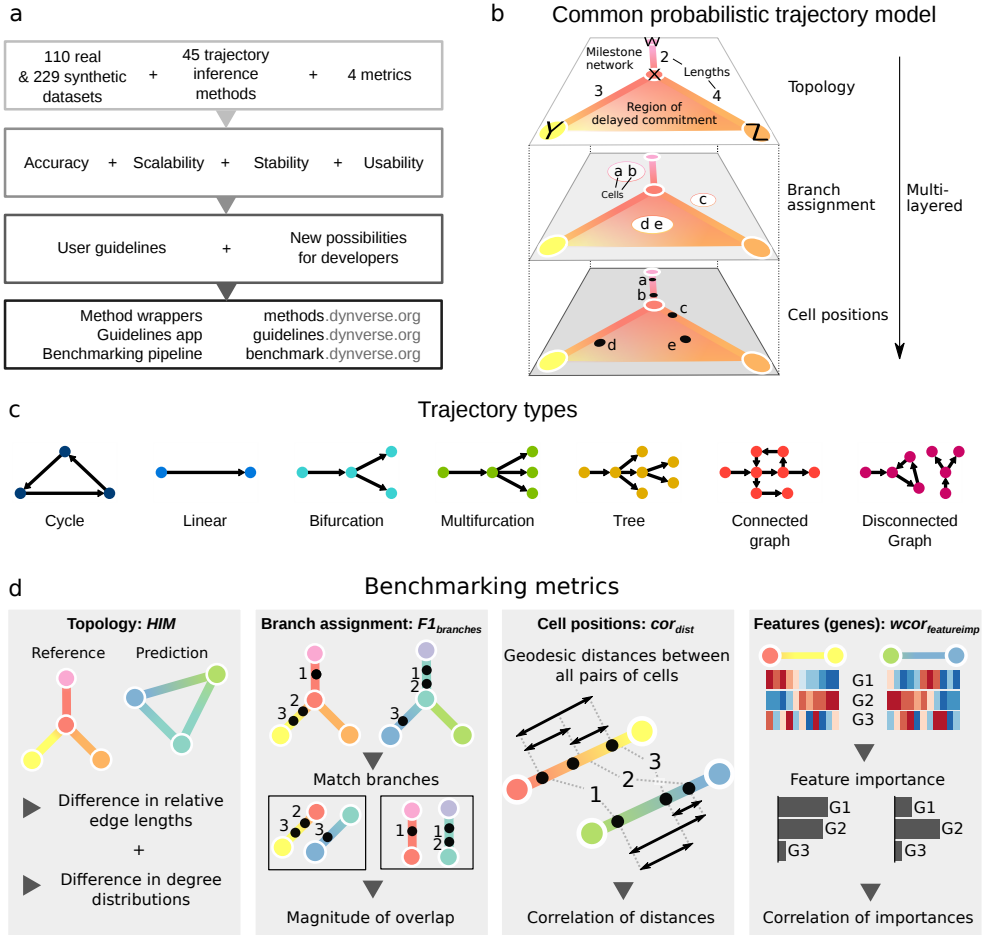 a
110 real
& 229 synthetic
datasets
+
45 trajectory
inference
methods
+
4 metrics
Accuracy + Scalability + Stability + Usability
User guidelines
+
New possibilities
for developers
Method wrappers methods.dynverse.org
Guidelines app guidelines.dynverse.org
Benchmarking pipeline benchmark.dynverse.org
b
Common probabilistic trajectory model
W
Milestone
network
2
Lengths
X
3
4
Region of
delayed commitment
Y
Z
Topology
a b
Cells
c
d e
Branch
assignment
Multi-
layered
a
b
c
d
e
Cell positions
c
Trajectory types
Cycle
Linear
Bifurcation
Multifurcation
Tree
Connected
graph
Disconnected
Graph
d
Benchmarking metrics
Topology: HIM
Reference Prediction
Difference in relative
edge lengths
+
Difference in degree
distributions
Branch assignment: F1branches
1
2
3
1
2
3
Match branches
2
3
3
1
1
2
Magnitude of overlap
Cell positions: cordist
Geodesic distances between
all pairs of cells
3
2
1
Correlation of distances
Features (genes): wcorfeatureimp
G1
G2
G3
Feature importance
G1
G2
G3
G1
G2
G3
Correlation of importances